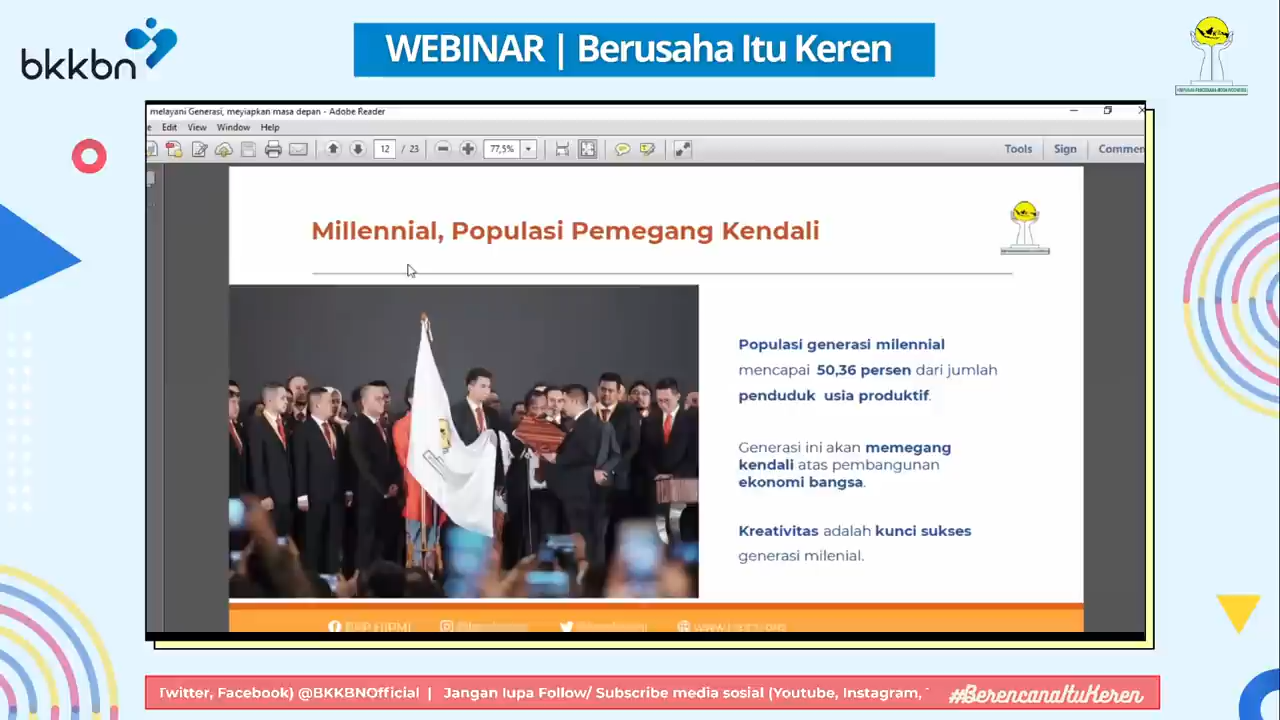 bkkbn
WEBINAR | Berusaha Itu Keren
melayani Generasi, meyiapkan masa depan - Adobe Reader
Edit View Window Help
12 / 23
77,5%
Tools Sign Commen
Millennial, Populasi Pemegang Kendali
Populasi generasi milennial
mencapai 50,36 persen dari jumlah
penduduk usia produktif.
Generasi ini akan memegang
kendali atas pembangunan
ekonomi bangsa.
Kreativitas adalah kunci sukses
generasi milenial.
Twitter, Facebook) @BKKBNOfficial | Jangan lupa Follow/ Subscribe media sosial (Youtube, Instagram,
#BerencanaItuKeren